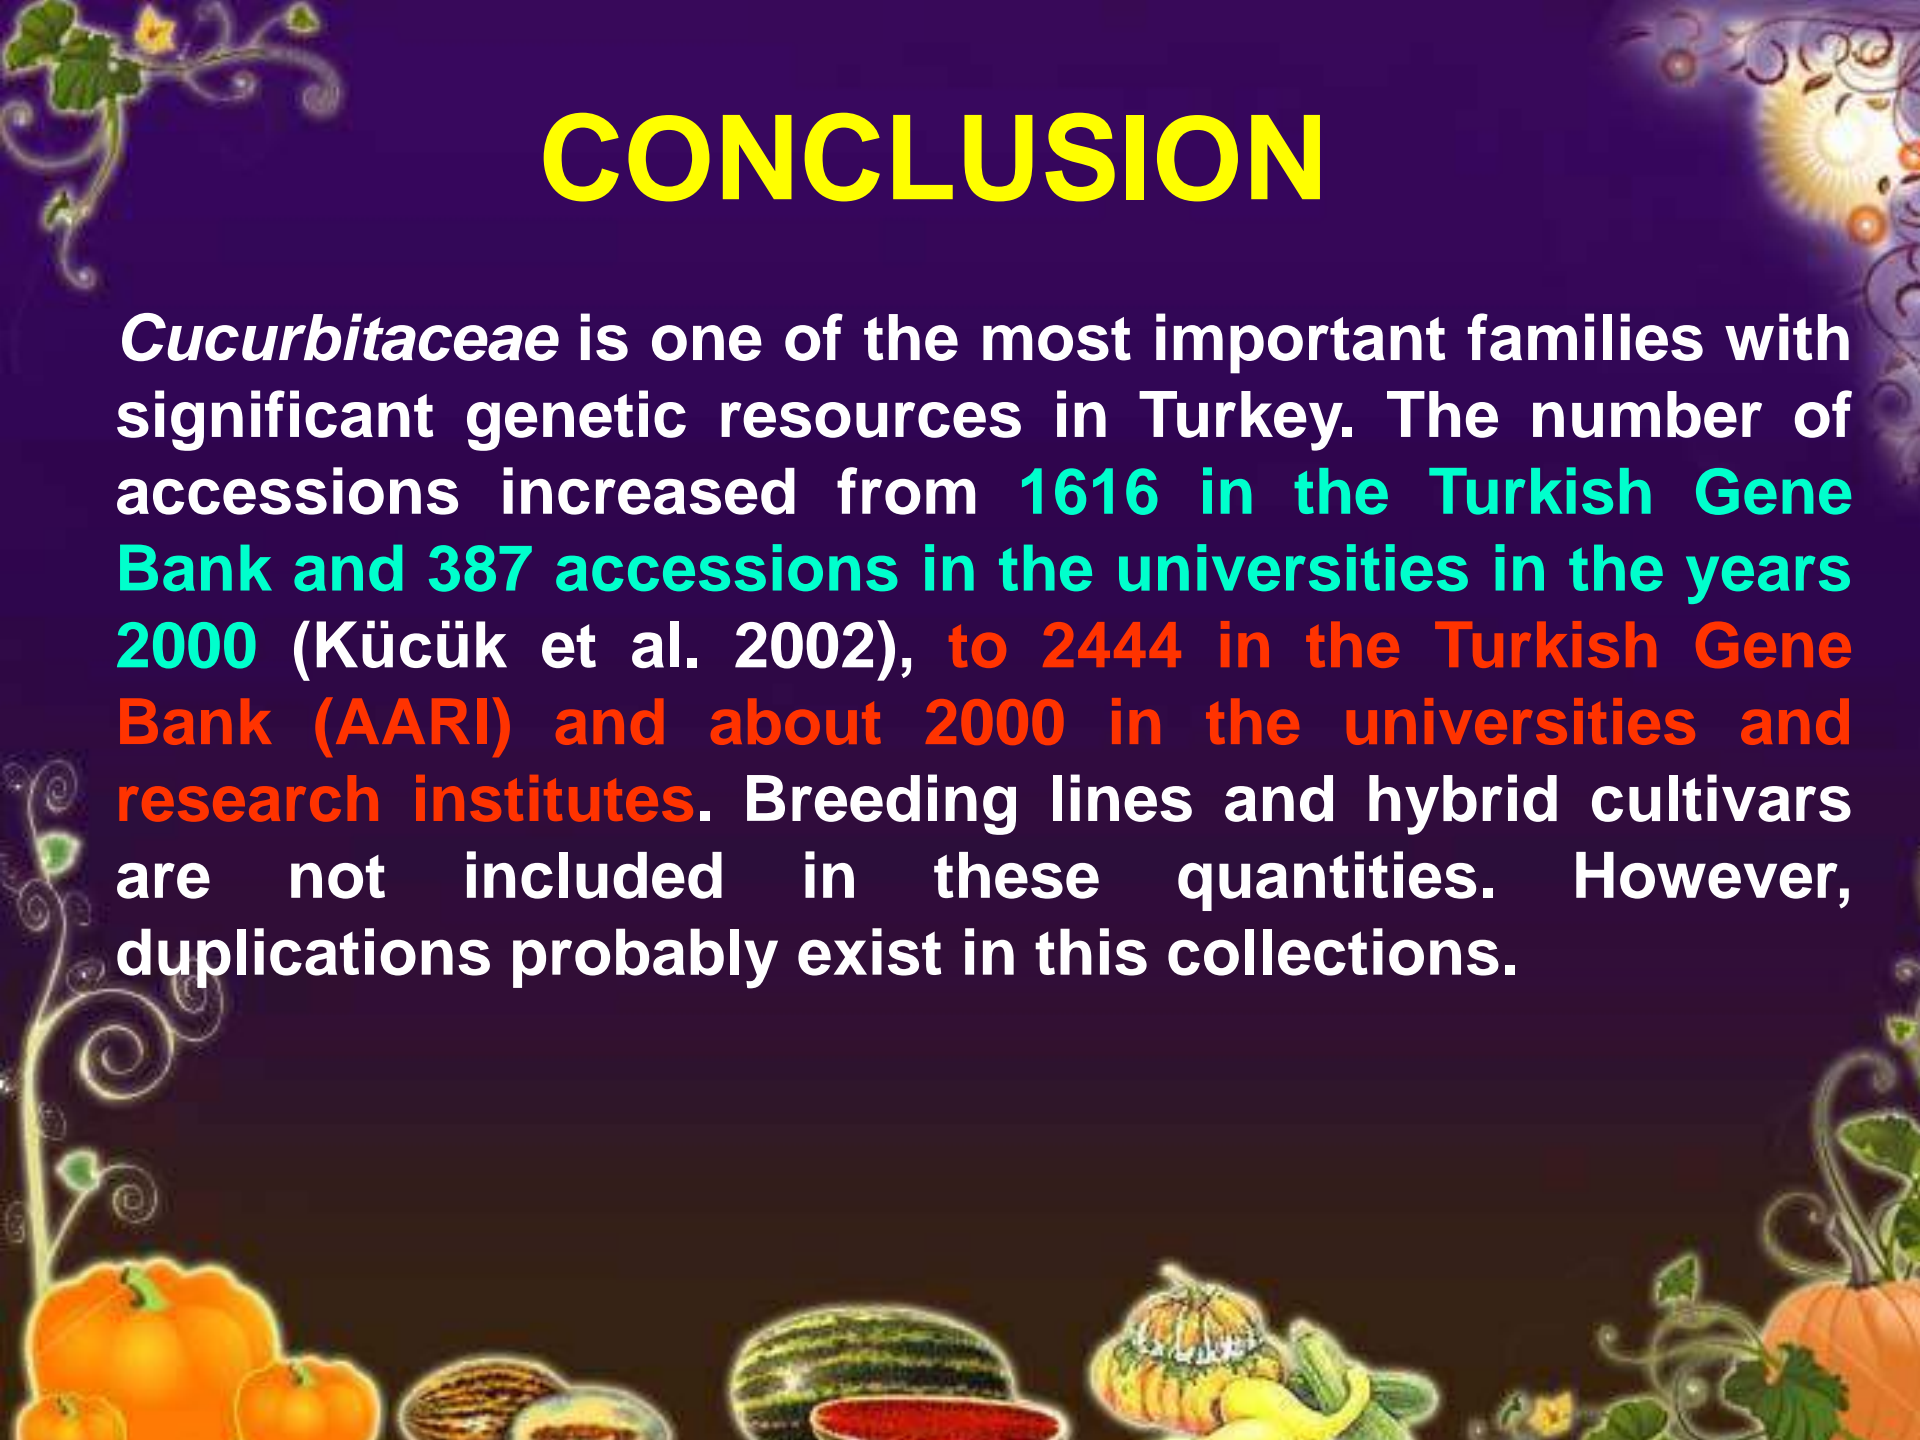 CONCLUSION
Cucurbitaceae is one of the most important families with
significant genetic resources in Turkey. The number of
accessions increased from 1616 in the Turkish Gene
Bank and 387 accessions in the universities in the years
2000 (Kücük et al. 2002), to 2444 in the Turkish Gene
Bank (AARI) and about 2000 in the universities and
research institutes. Breeding lines and hybrid cultivars
are not included in these quantities. However,
duplications probably exist in this collections.